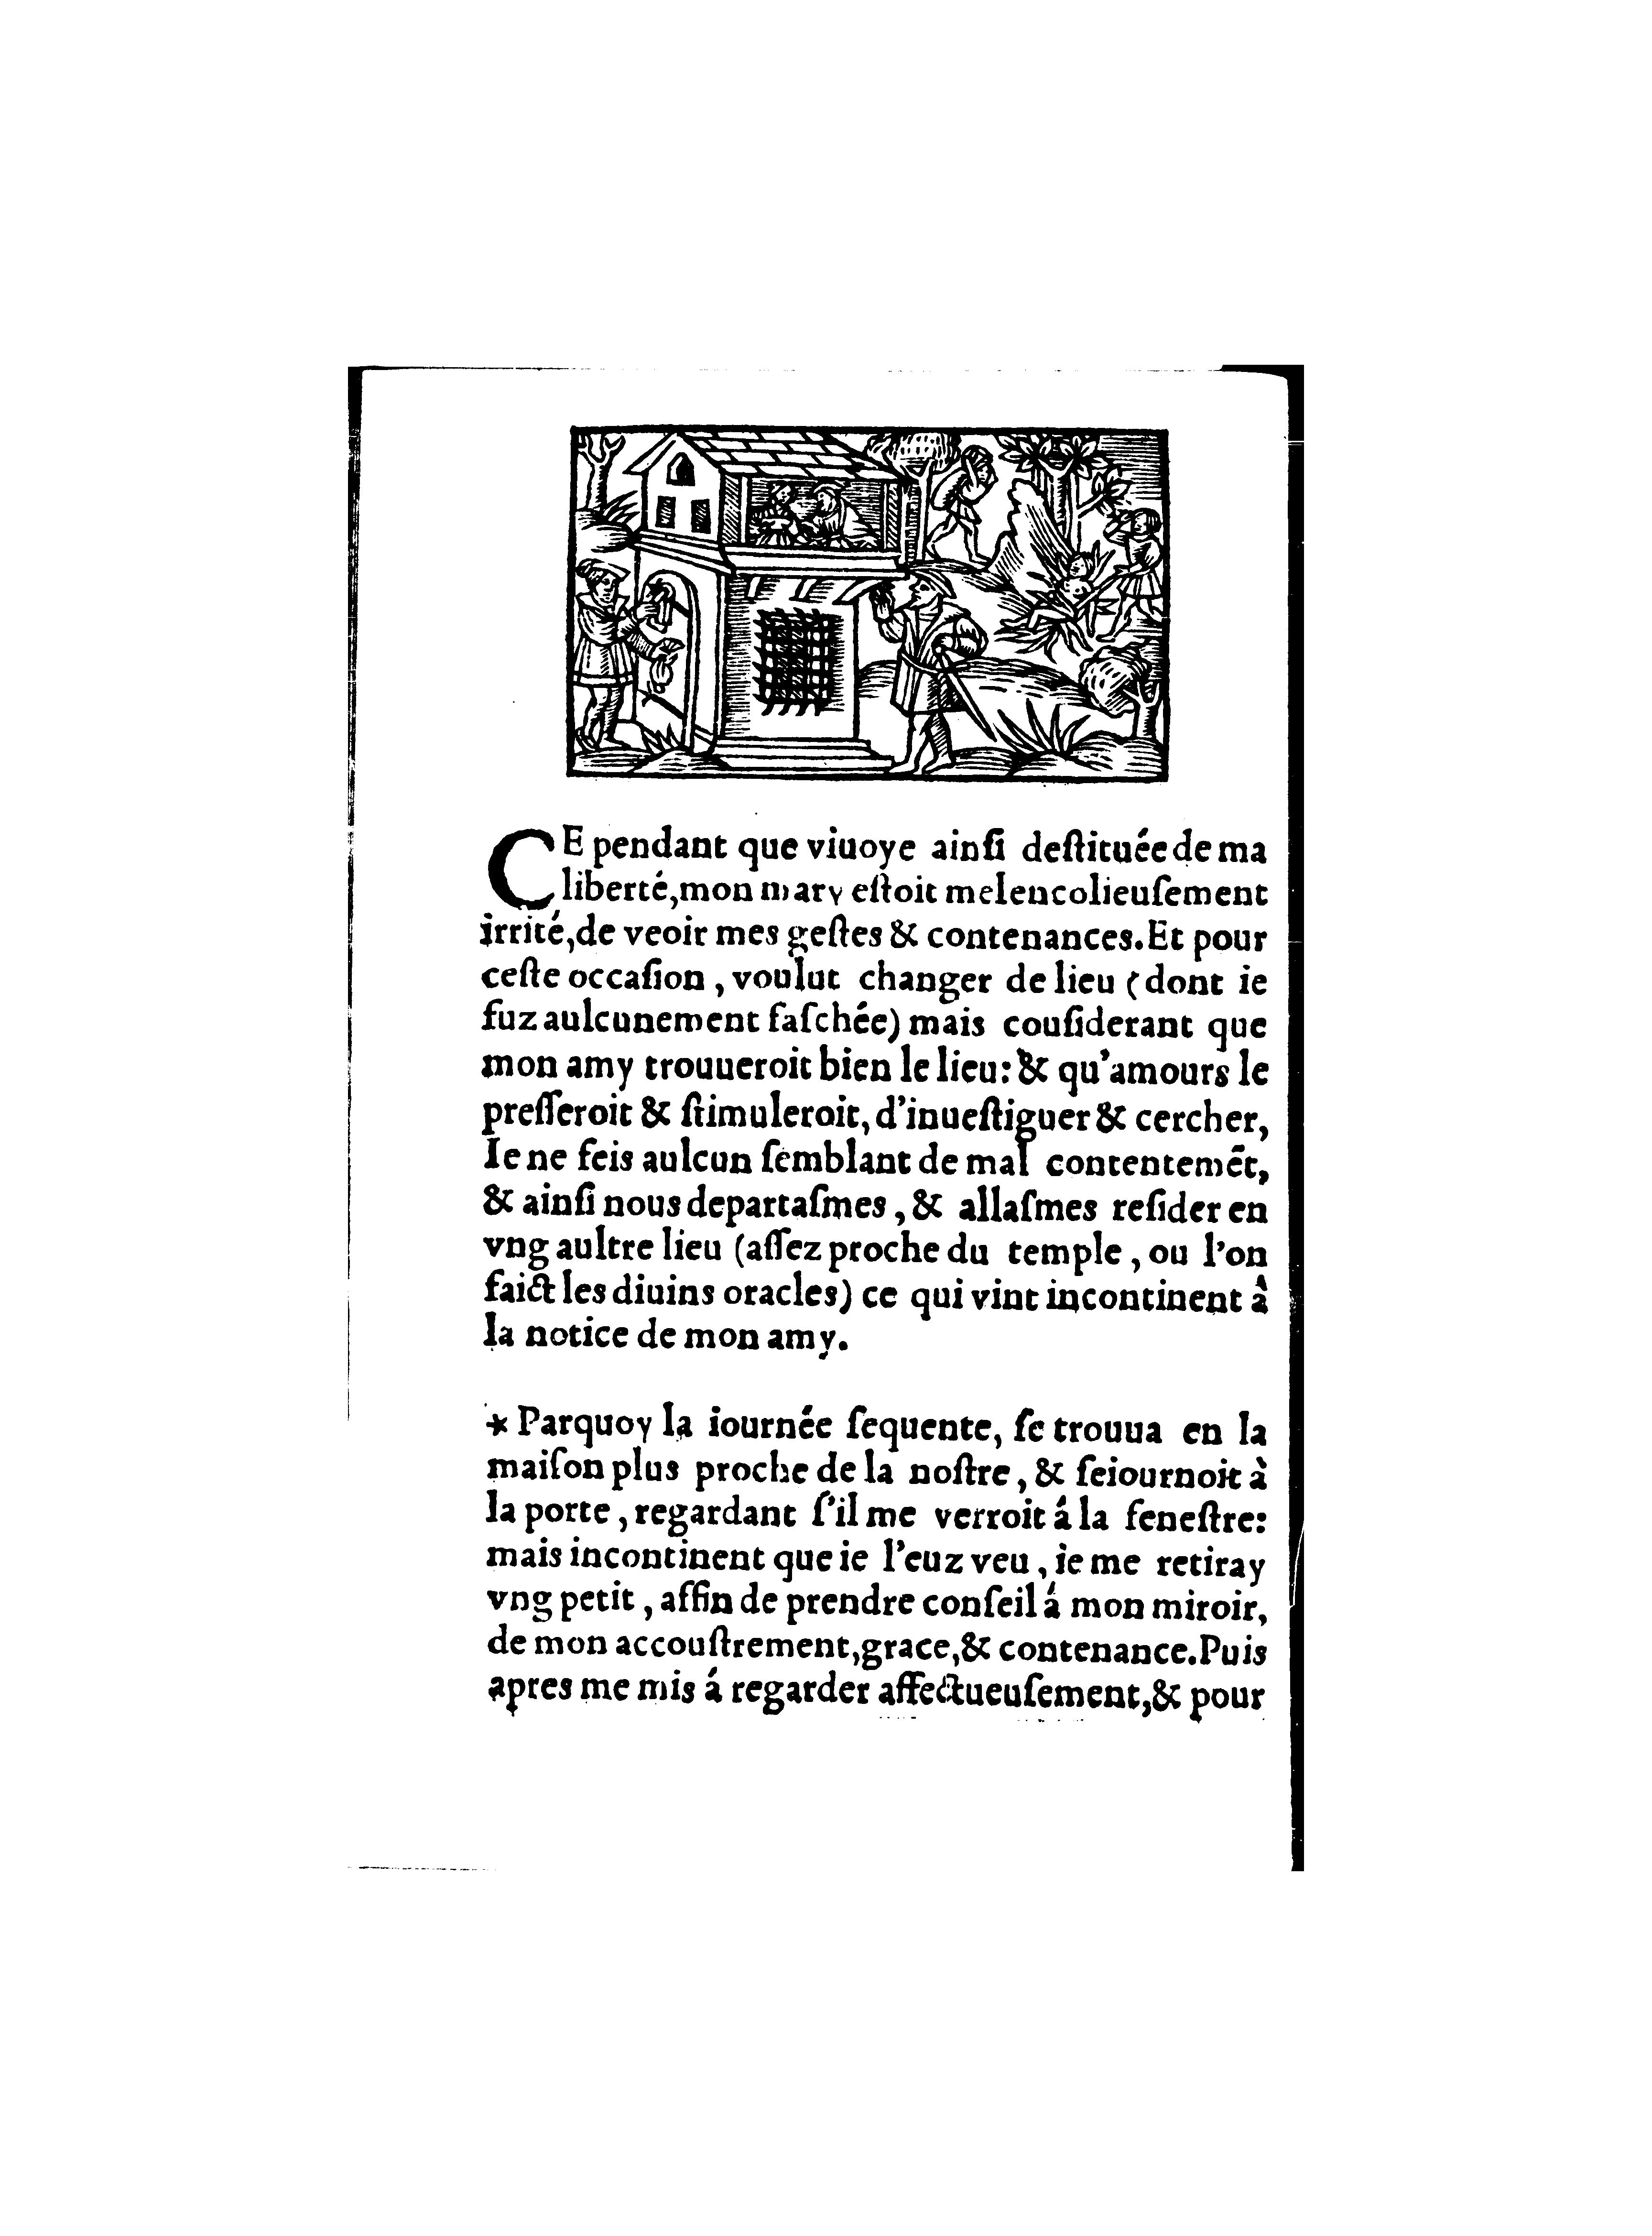 CE pendant que viuoye ainſi deſtituée de ma
liberté, mon mary eſtoit melencolieuſement
irrité, de veoir mes geſtes & contenances. Et pour
ceſte occaſion, voulut changer de lieu (dont ie
fuz aulcunement faſchée) mais couſiderant que
mon amy trouueroit bien le lieu: & qu'amours le
preſſeroit & ſtimuleroit, d'inueſtiguer & cercher,
Ie ne feis aulcun ſemblant de mal contentemẽt,
& ainſi nous departaſmes, & allaſmes reſider en
vng aultre lieu (aſſez proche du temple, ou l'on
faict les diuins oracles) ce qui vint incontinent â
la notice de mon amy.
* Parquoy la iournée ſequente, ſe trouua en la
maiſon plus proche de la noſtre, & ſeiournoit à
la porte, regardant ſ'il me verroit á la feneſtre:
mais incontinent que ie l'euz veu, ie me retiray
vng petit, affin de prendre conſeil á mon miroir,
de mon accouſtrement, grace, & contenance. Puis
apres me mis á regarder affectueuſement, & pour